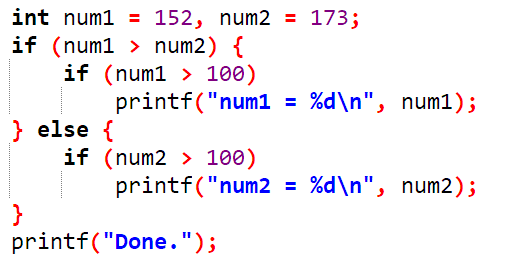 int num1 = 152, num2 = 173;
if (num1 > num2) {
    if (num1 > 100)
        printf("num1 = %d\n", num1);
} else {
    if (num2 > 100)
        printf("num2 = %d\n", num2);
}
printf("Done.");